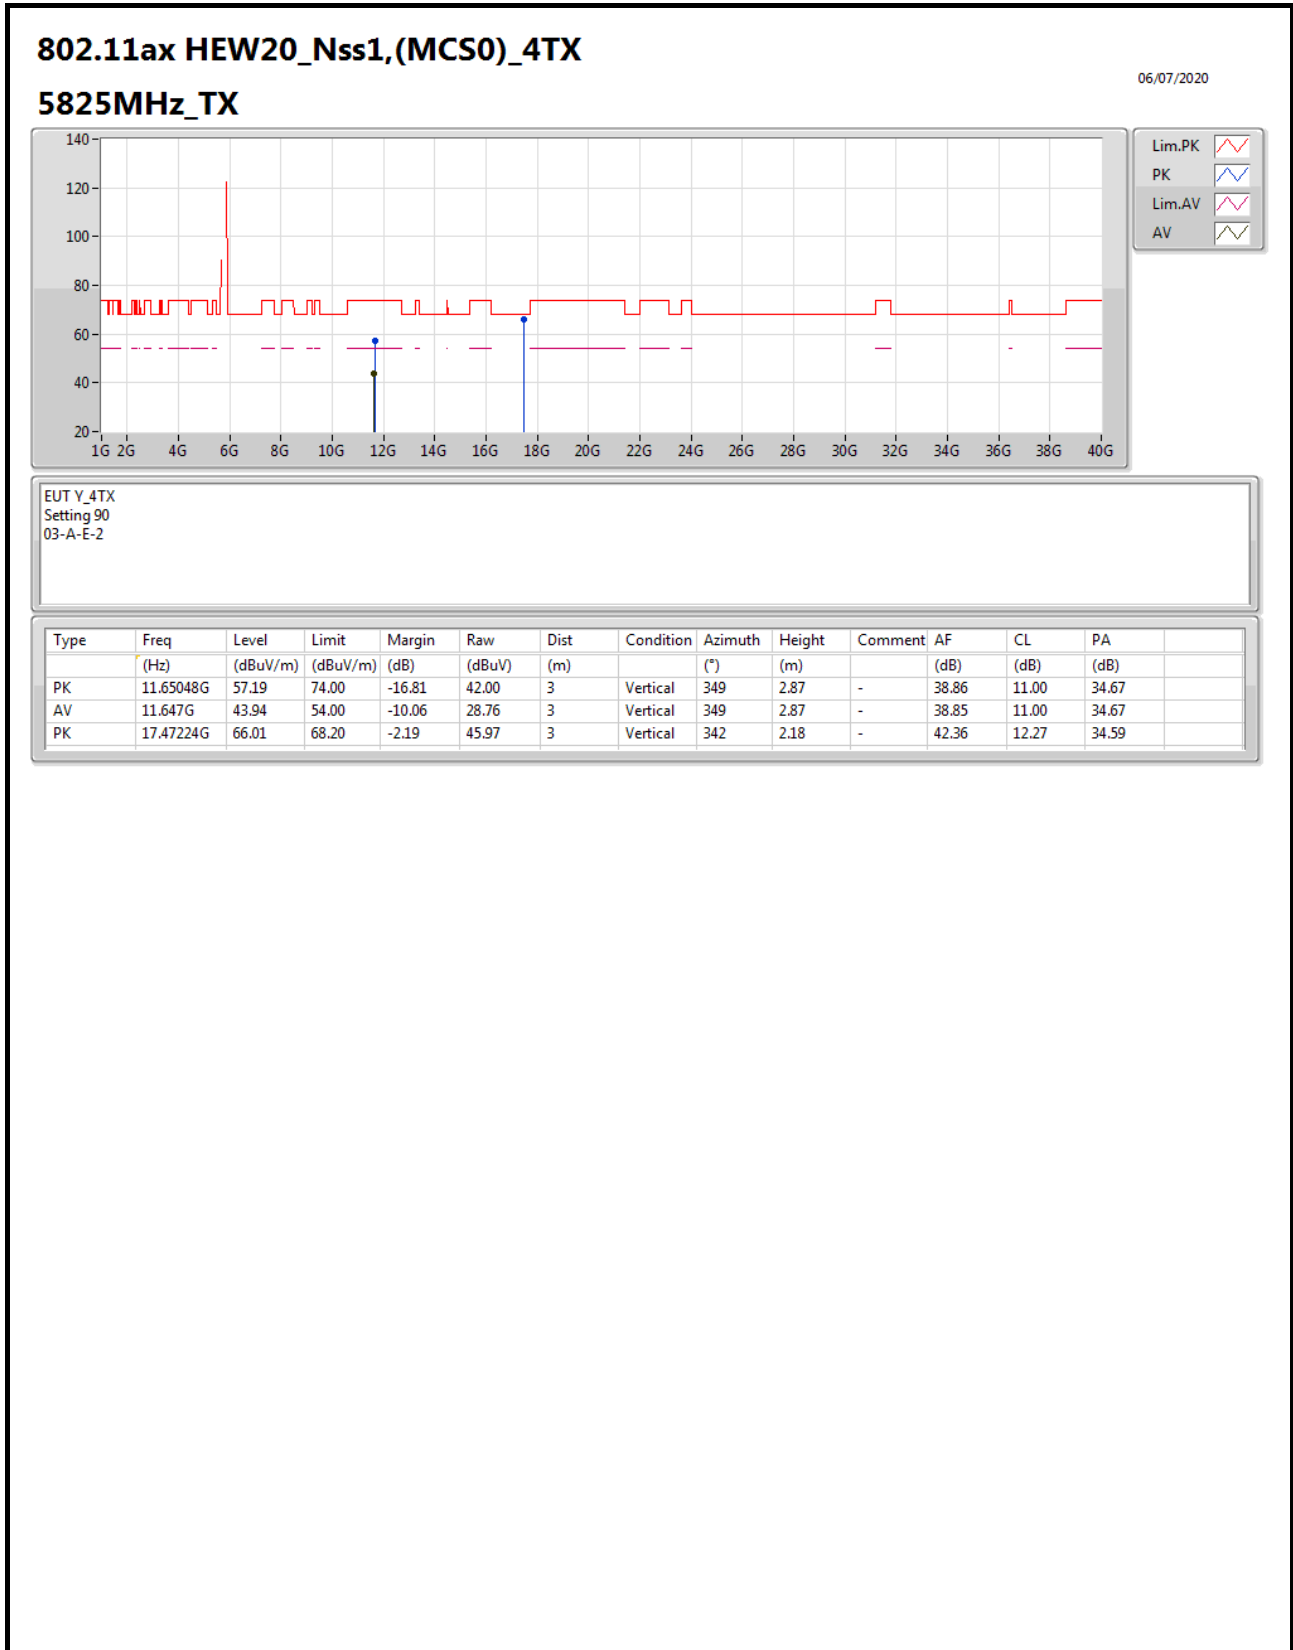 802.11ax HEW20_Nss1,(MCS0)_4TX
06/07/2020
5825MHz_TX
140
120
100
80
60
40
20
1G 2G 4G 6G 8G 10G 12G 14G 16G 18G 20G 22G 24G 26G 28G 30G 32G 34G 36G 38G 40G
Lim.PK
PK
Lim.AV
AV
EUT Y_4TX
Setting 90
03-A-E-2
Type Freq Level Limit Margin Raw Dist Condition Azimuth Height Comment AF CL PA
(Hz) (dBuV/m) (dBuV/m) (dB) (dBuV) (m) (°) (m) (dB) (dB) (dB)
PK 11.65048G 57.19 74.00 -16.81 42.00 3 Vertical 349 2.87 - 38.86 11.00 34.67
AV 11.647G 43.94 54.00 -10.06 28.76 3 Vertical 349 2.87 - 38.85 11.00 34.67
PK 17.47224G 66.01 68.20 -2.19 45.97 3 Vertical 342 2.18 - 42.36 12.27 34.59